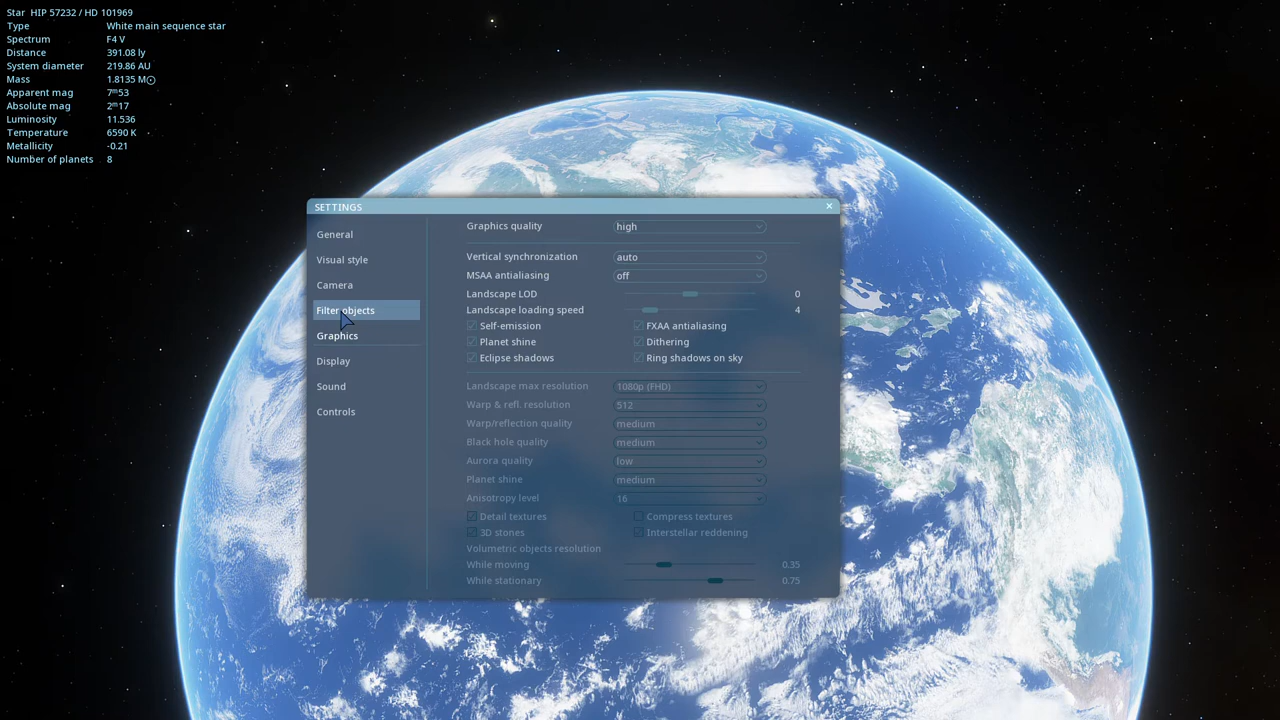 Star HIP 57232 / HD 101969
Type White main sequence star
Spectrum F4 V
Distance 391.08 ly
System diameter 219.86 AU
Mass 1.8135 M☉
Apparent mag 7ᵐ53
Absolute mag 2ᵐ17
Luminosity 11.536
Temperature 6590 K
Metallicity -0.21
Number of planets 8
SETTINGS ×
General
Visual style
Camera
Filter objects
Graphics
Display
Sound
Controls
Graphics quality high
Vertical synchronization auto
MSAA antialiasing off
Landscape LOD 0
Landscape loading speed 4
Self-emission FXAA antialiasing
Planet shine Dithering
Eclipse shadows Ring shadows on sky
Landscape max resolution 1080p (FHD)
Warp & refl. resolution 512
Warp/reflection quality medium
Black hole quality medium
Aurora quality low
Planet shine medium
Anisotropy level 16
Detail textures Compress textures
3D stones Interstellar reddening
Volumetric objects resolution
While moving 0.35
While stationary 0.75